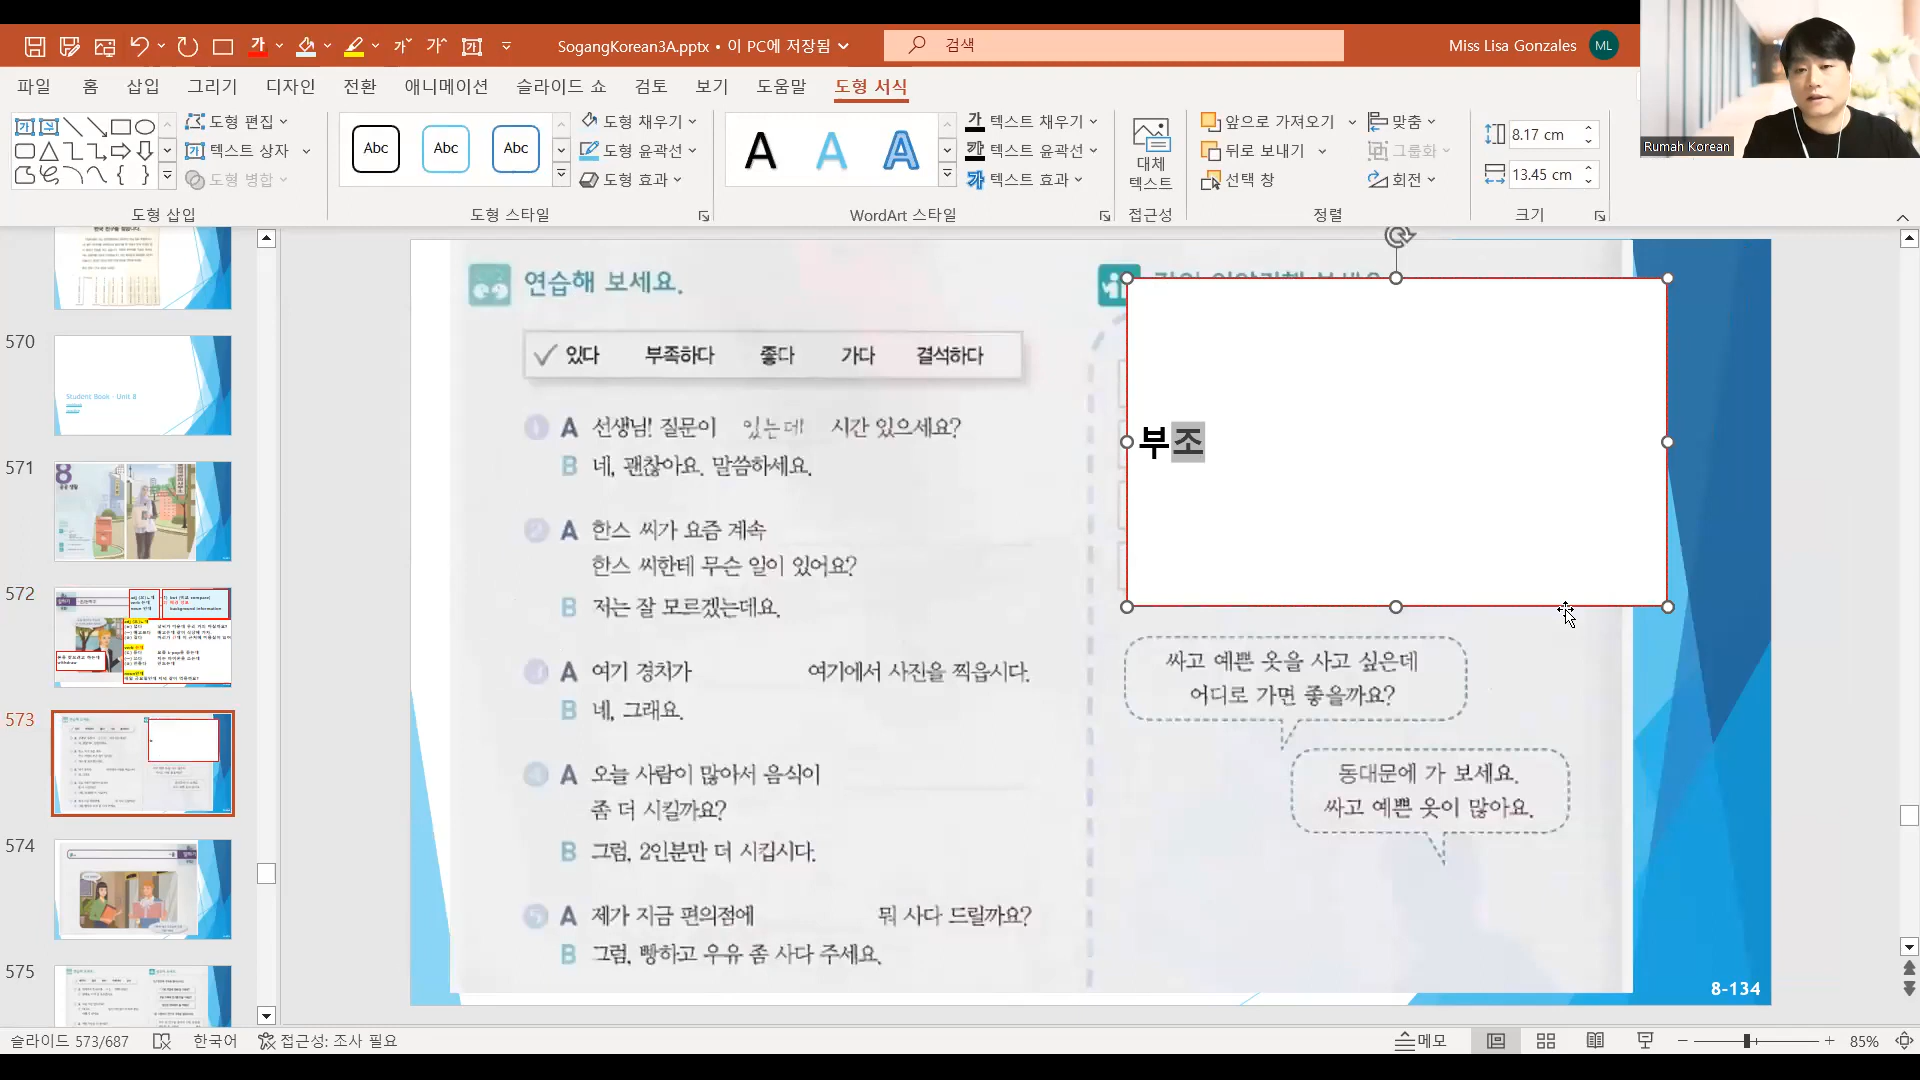 SogangKorean3A.pptx • 이 PC에 저장됨
검색
Miss Lisa Gonzales ML
파일 홈 삽입 그리기 디자인 전환 애니메이션 슬라이드 쇼 검토 보기 도움말 도형 서식
도형 편집
텍스트 상자
도형 병합
도형 삽입
Abc Abc Abc
도형 채우기
도형 윤곽선
도형 효과
도형 스타일
A A A
텍스트 채우기
텍스트 윤곽선
텍스트 효과
WordArt 스타일
대체
텍스트
접근성
앞으로 가져오기
뒤로 보내기
선택 창
맞춤
그룹화
회전
정렬
8.17 cm
13.45 cm
크기
Rumah Korean
570
Student Book - Unit 8
571
8
572
573
574
575
연습해 보세요.
있다 부족하다 좋다 가다 결석하다
1 A 선생님! 질문이 있는데 시간 있으세요?
B 네, 괜찮아요. 말씀하세요.
2 A 한스 씨가 요즘 계속
한스 씨한테 무슨 일이 있어요?
B 저는 잘 모르겠는데요.
3 A 여기 경치가 여기에서 사진을 찍읍시다.
B 네, 그래요.
4 A 오늘 사람이 많아서 음식이
좀 더 시킬까요?
B 그럼, 2인분만 더 시킵시다.
5 A 제가 지금 편의점에 뭐 사다 드릴까요?
B 그럼, 빵하고 우유 좀 사다 주세요.
부조
싸고 예쁜 옷을 사고 싶은데
어디로 가면 좋을까요?
동대문에 가 보세요.
싸고 예쁜 옷이 많아요.
8-134
슬라이드 573/687 한국어 접근성: 조사 필요
메모
85%